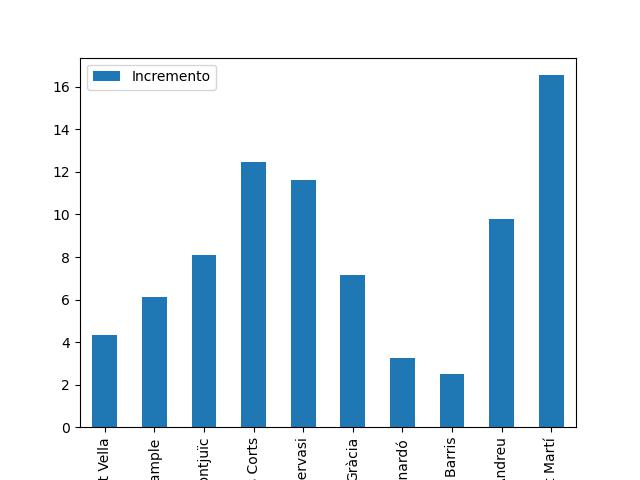 Incremento
16
14
12
10
8
6
4
2
0
t Vella
ample
ontjuïc
Corts
ervasi
Gràcia
nardó
Barris
ndreu
t Martí